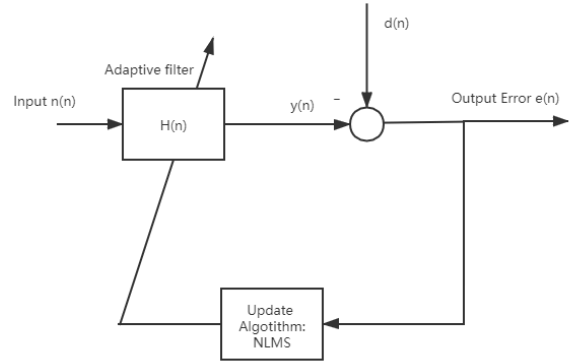 d(n)
Adaptive filter
Input n(n)
H(n)
y(n)
-
Output Error e(n)
Update
Algotithm:
NLMS